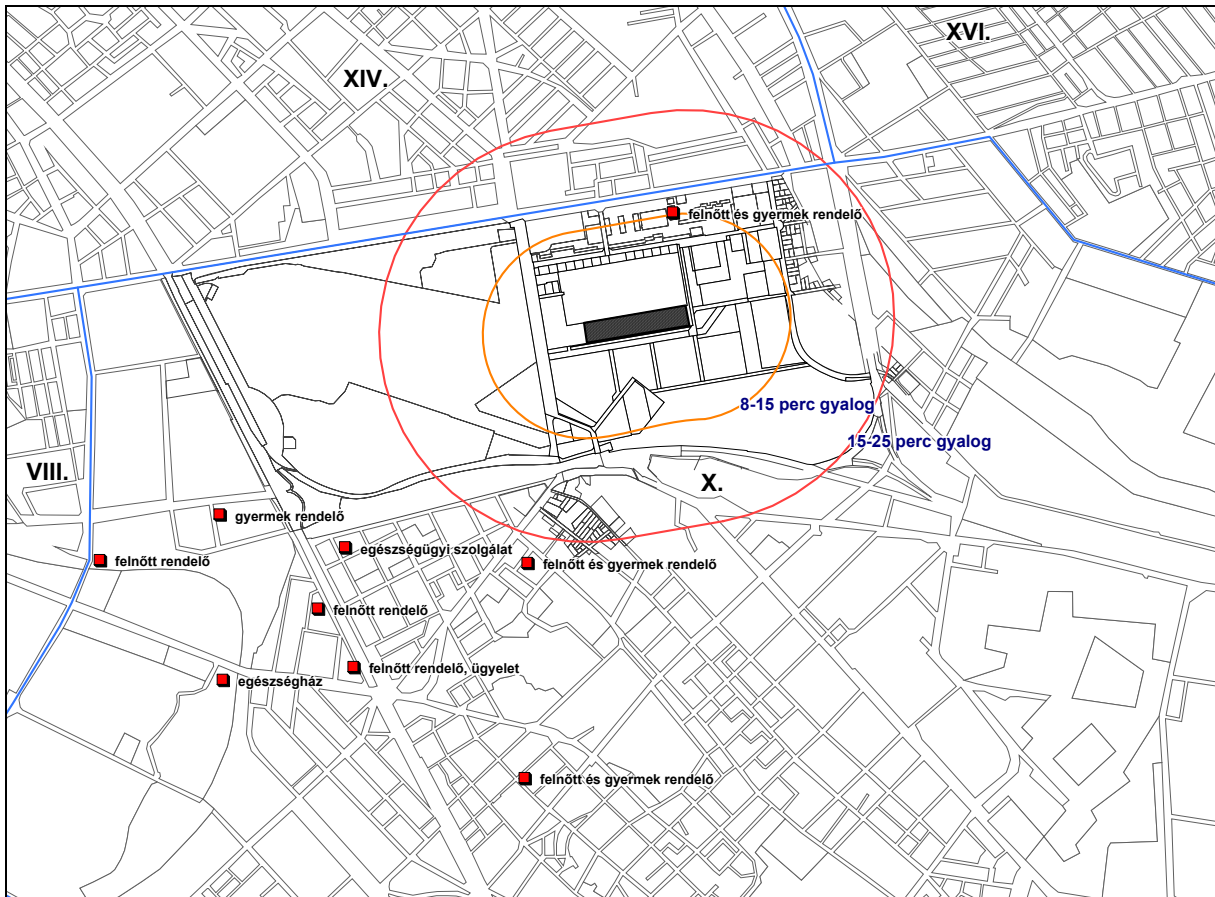 XVI.
XIV.
felnőtt és gyermek rendelő
8-15 perc gyalog
15-25 perc gyalog
VIII.
X.
gyermek rendelő
egészségügyi szolgálat
felnőtt rendelő
felnőtt és gyermek rendelő
felnőtt rendelő
felnőtt rendelő, ügyelet
egészségház
felnőtt és gyermek rendelő